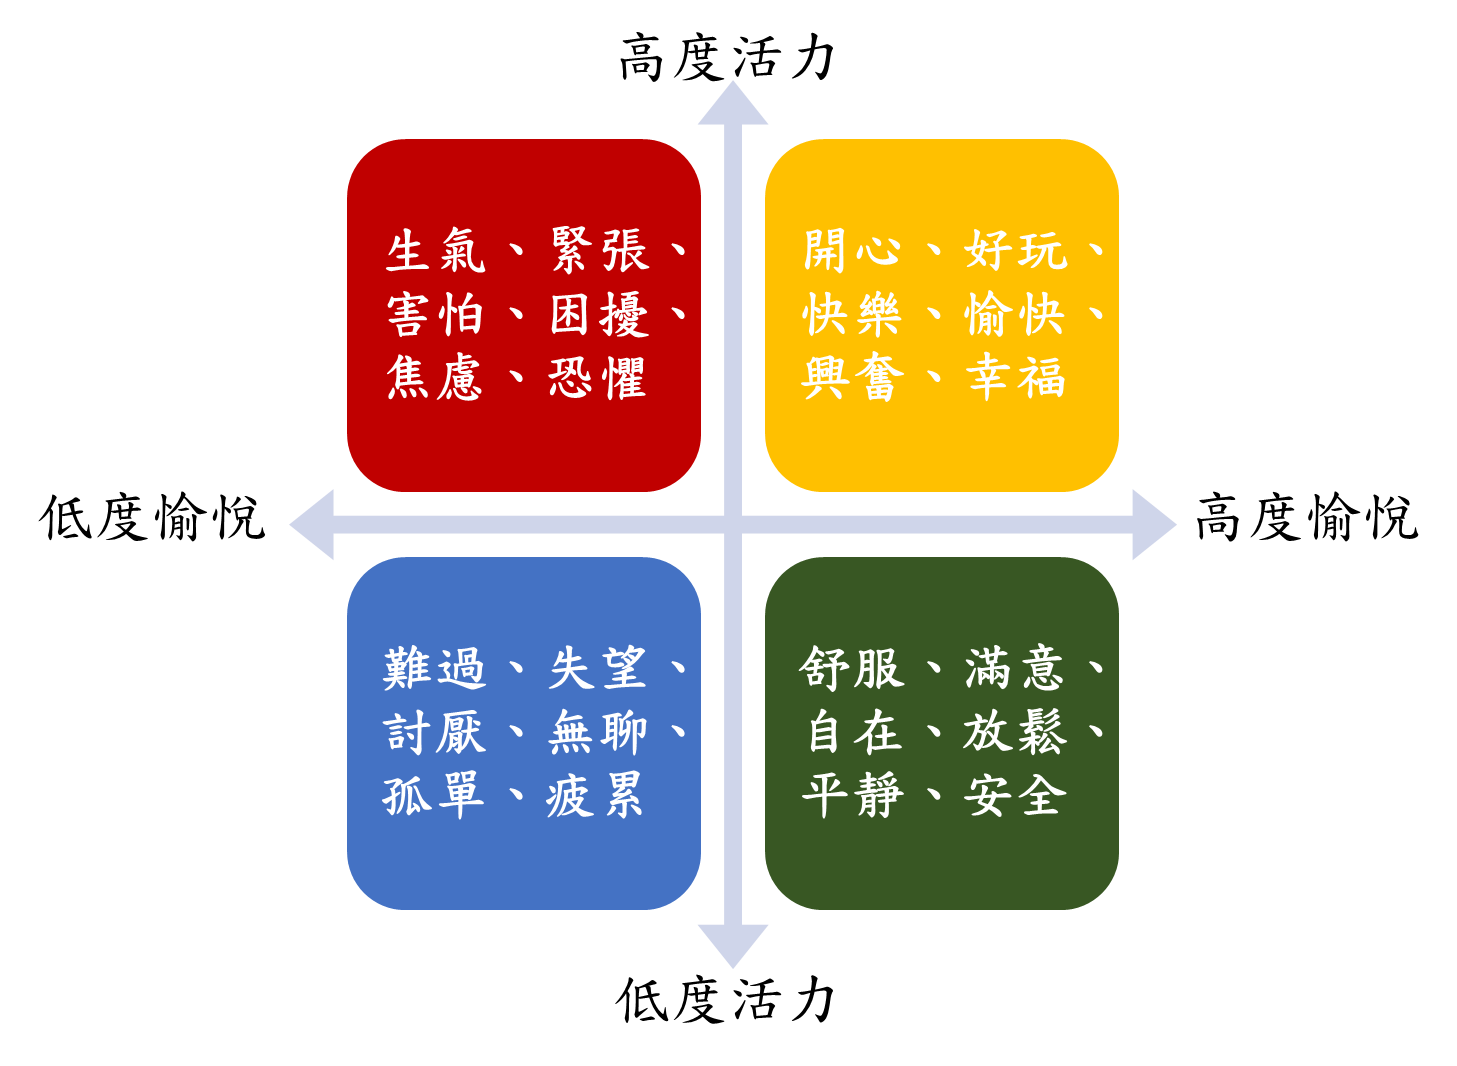 高度活力
生氣、緊張、
害怕、困擾、
焦慮、恐懼
開心、好玩、
快樂、愉快、
興奮、幸福
低度愉悅
高度愉悅
難過、失望、
討厭、無聊、
孤單、疲累
舒服、滿意、
自在、放鬆、
平靜、安全
低度活力